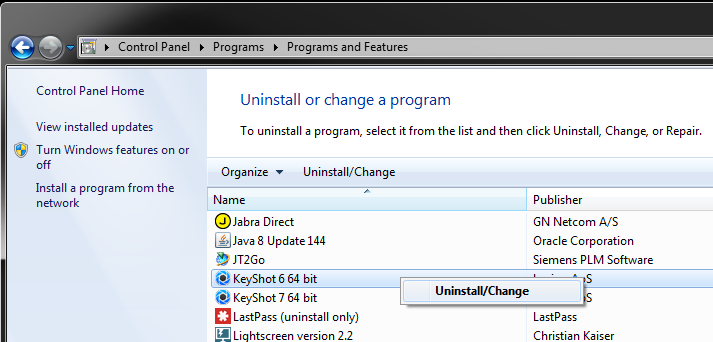 Control Panel Programs Programs and Features
Control Panel Home
View installed updates
Turn Windows features on or
off
Install a program from the
network
Uninstall or change a program
To uninstall a program, select it from the list and then click Uninstall, Change, or Repair.
Organize Uninstall/Change
Name Publisher
Jabra Direct GN Netcom A/S
Java 8 Update 144 Oracle Corporation
JT2Go Siemens PLM Software
KeyShot 6 64 bit
Uninstall/Change
KeyShot 7 64 bit
LastPass (uninstall only) LastPass
Lightscreen version 2.2 Christian Kaiser